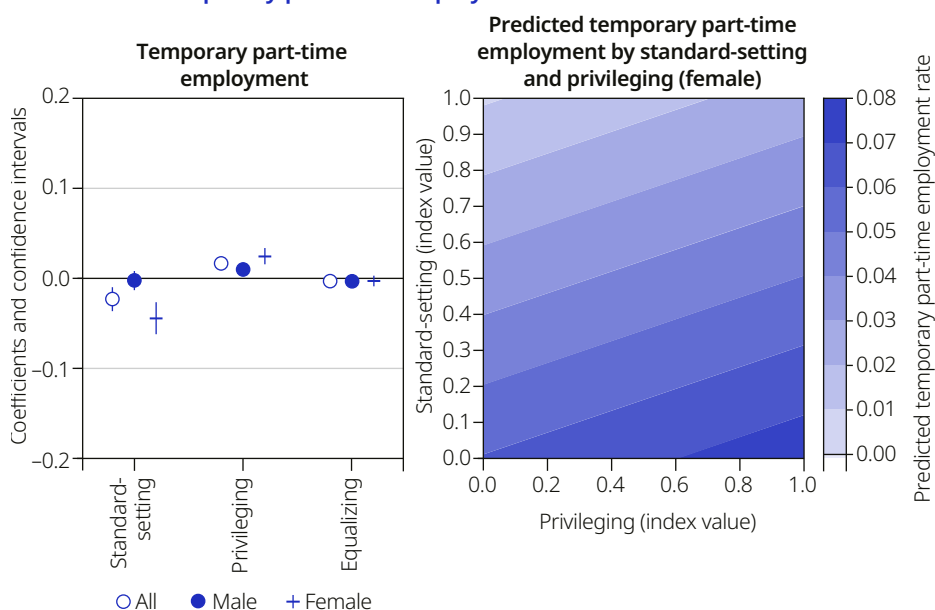 Temporary part-time
employment
Coefficients and confidence intervals
0.2
0.1
0.0
–0.1
–0.2
Standard-
setting
Privileging
Equalizing
All
Male
Female
Predicted temporary part-time
employment by standard-setting
and privileging (female)
Standard-setting (index value)
1.0
0.9
0.8
0.7
0.6
0.5
0.4
0.3
0.2
0.1
0.0
0.0 0.2 0.4 0.6 0.8 1.0
Privileging (index value)
0.08
0.07
0.06
0.05
0.04
0.03
0.02
0.01
0.00
Predicted temporary part-time employment rate